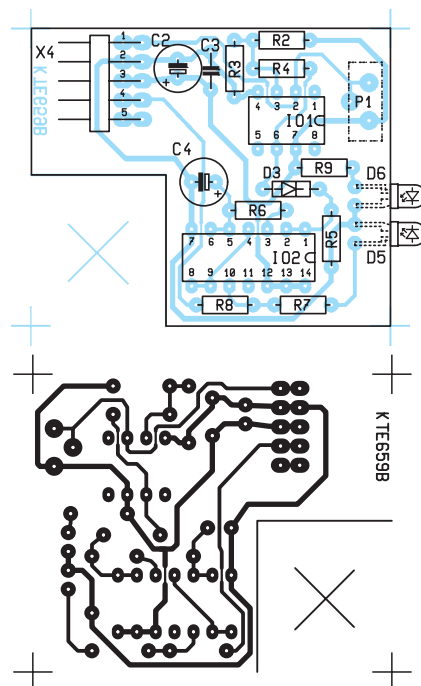 C2
C3
R2
X4
1
2
3
4
5
KTE659B
R3
R4
P1
4 3 2 1
IO1
5 6 7 8
C4
D3
R9
D6
R6
R5
7 6 5 4 3 2 1
IO2
D5
8 9 10 11 12 13 14
R8
R7
KTE659B